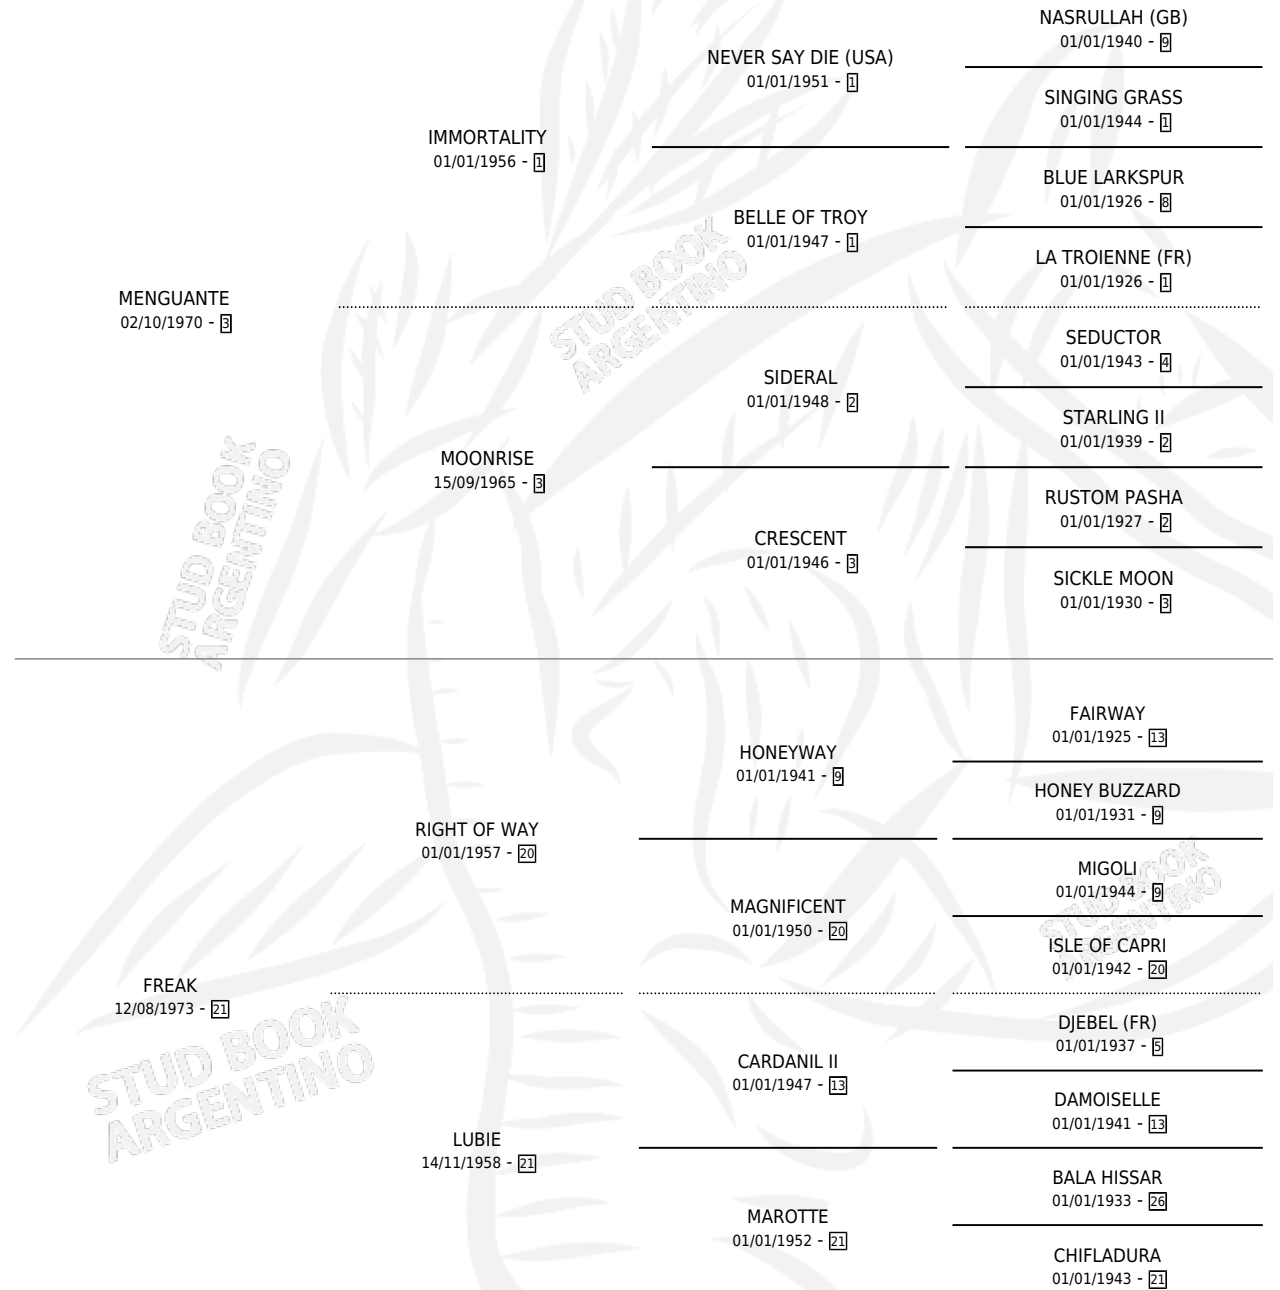 NASRULLAH (GB)
01/01/1940 - 9
NEVER SAY DIE (USA)
01/01/1951 - 1
SINGING GRASS
01/01/1944 - 1
IMMORTALITY
01/01/1956 - 1
BLUE LARKSPUR
01/01/1926 - 8
BELLE OF TROY
01/01/1947 - 1
LA TROIENNE (FR)
01/01/1926 - 1
MENGUANTE
02/10/1970 - 3
SEDUCTOR
01/01/1943 - 4
SIDERAL
01/01/1948 - 2
STARLING II
01/01/1939 - 2
MOONRISE
15/09/1965 - 3
RUSTOM PASHA
01/01/1927 - 2
CRESCENT
01/01/1946 - 3
SICKLE MOON
01/01/1930 - 3
FAIRWAY
01/01/1925 - 13
HONEYWAY
01/01/1941 - 9
HONEY BUZZARD
01/01/1931 - 9
RIGHT OF WAY
01/01/1957 - 20
MIGOLI
01/01/1944 - 9
MAGNIFICENT
01/01/1950 - 20
ISLE OF CAPRI
01/01/1942 - 20
FREAK
12/08/1973 - 21
DJEBEL (FR)
01/01/1937 - 5
CARDANIL II
01/01/1947 - 13
DAMOISELLE
01/01/1941 - 13
LUBIE
14/11/1958 - 21
BALA HISSAR
01/01/1933 - 26
MAROTTE
01/01/1952 - 21
CHIFLADURA
01/01/1943 - 21
STUD BOOK
ARGENTINO
STUD BOOK
ARGENTINO
STUD BOOK
ARGENTINO
STUD BOOK
ARGENTINO